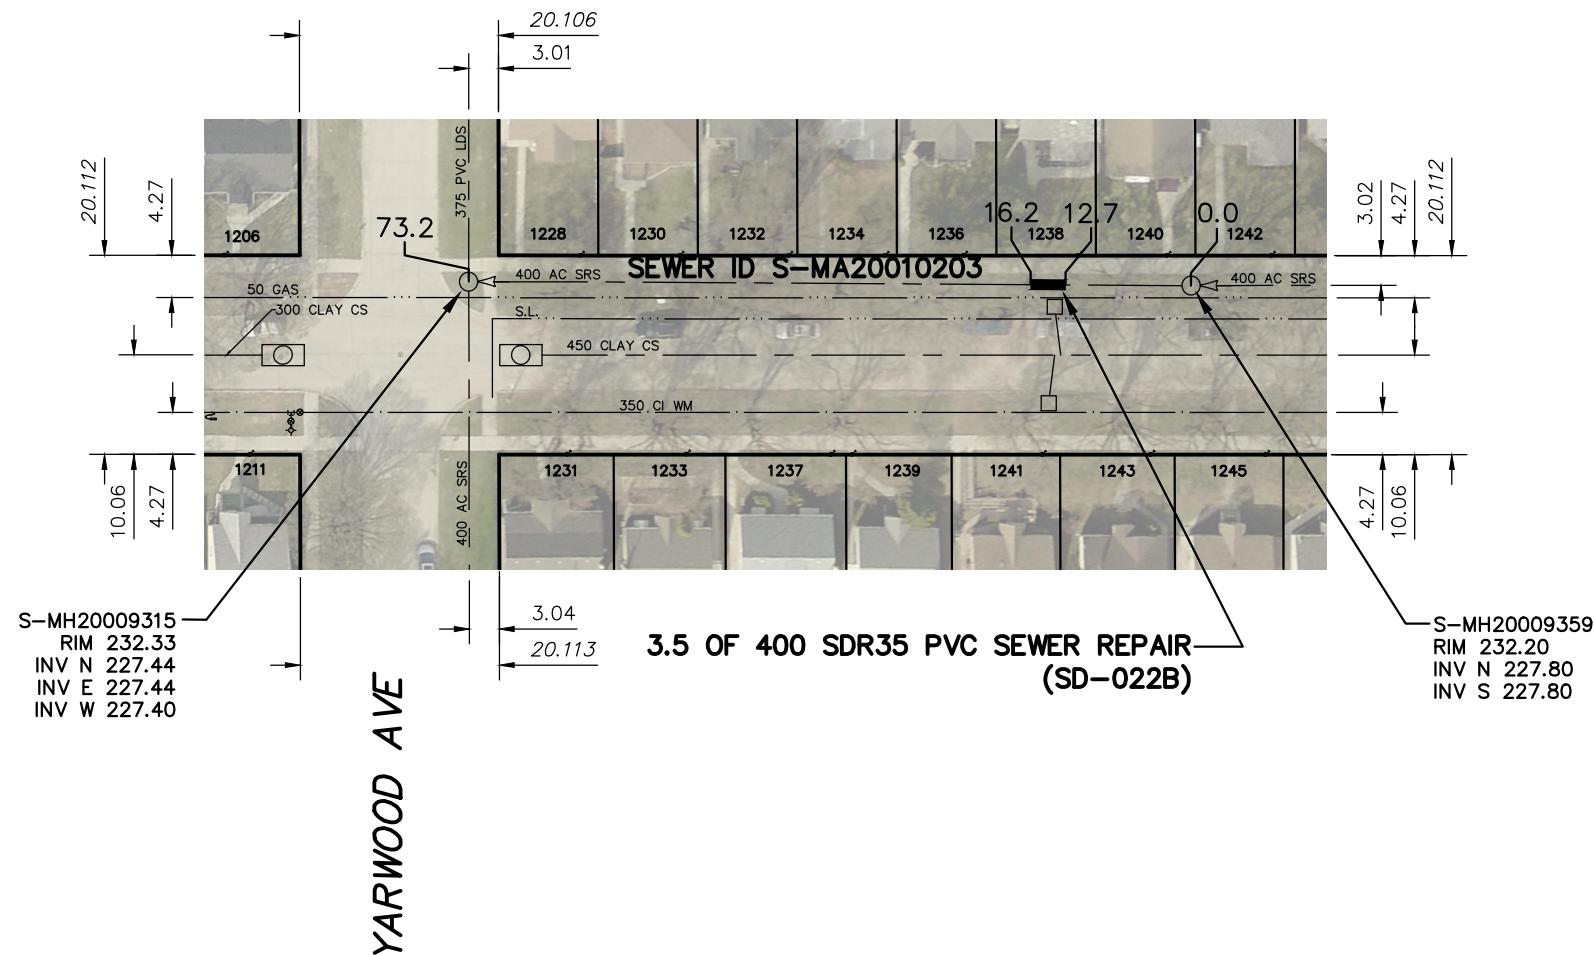 20.106
3.01
20.112
4.27
375 PVC LDS
3.02
4.27
20.112
73.2
16.2 12.7 0.0
1206 1228 1230 1232 1234 1236 1238 1240 1242
SEWER ID S-MA20010203
400 AC SRS
400 AC SRS
50 GAS
300 CLAY CS
S.L.
450 CLAY CS
350 CI WM
1211 1231 1233 1237 1239 1241 1243 1245
10.06
4.27
400 AC SRS
4.27
10.06
3.04
20.113
S-MH20009315
RIM 232.33
INV N 227.44
INV E 227.44
INV W 227.40
3.5 OF 400 SDR35 PVC SEWER REPAIR
(SD-022B)
S-MH20009359
RIM 232.20
INV N 227.80
INV S 227.80
YARWOOD AVE